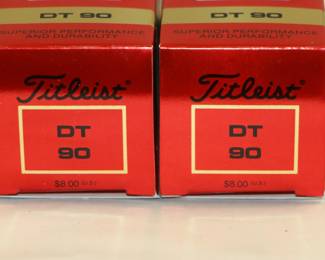 DT 90
SUPERIOR PERFORMANCE
AND DURABILITY
Titleist®
DT
90
$8.00
DT 90
SUPERIOR PERFORMANCE
AND DURABILITY
Titleist®
DT
90
$8.00